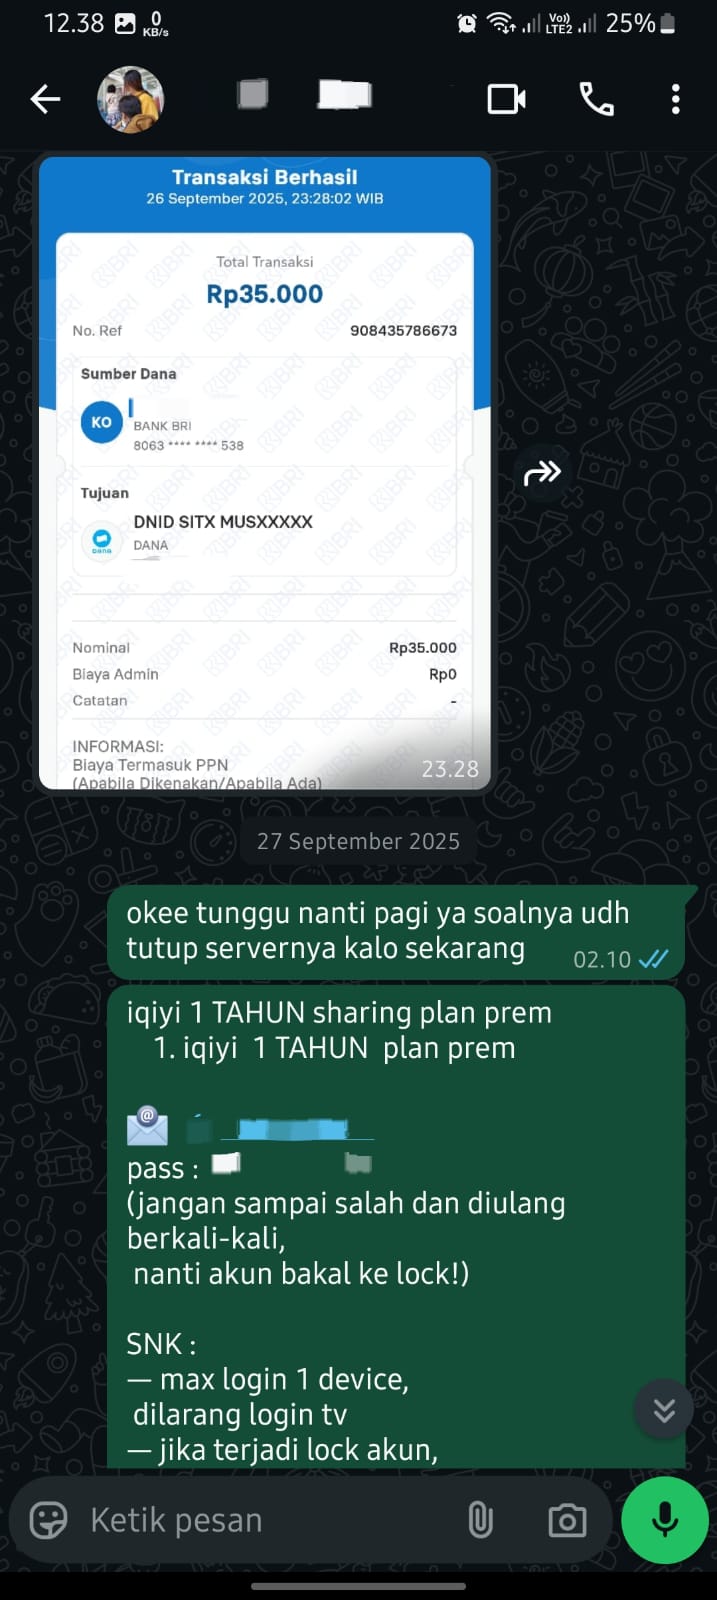 12.38 0 KB/s Vo)) LTE2 25%
Transaksi Berhasil
26 September 2025, 23:28:02 WIB
Total Transaksi
Rp35.000
No. Ref 908435786673
Sumber Dana
KO
BANK BRI
8063 **** **** 538
Tujuan
DNID SITX MUSXXXXX
DANA
DANA
Nominal Rp35.000
Biaya Admin Rp0
Catatan -
INFORMASI:
Biaya Termasuk PPN
(Apabila Dikenakan/Apabila Ada)
23.28
27 September 2025
okee tunggu nanti pagi ya soalnya udh
tutup servernya kalo sekarang 02.10
iqiyi 1 TAHUN sharing plan prem
1. iqiyi 1 TAHUN plan prem
pass :
(jangan sampai salah dan diulang
berkali-kali,
nanti akun bakal ke lock!)
SNK :
— max login 1 device,
dilarang login tv
— jika terjadi lock akun,
Ketik pesan